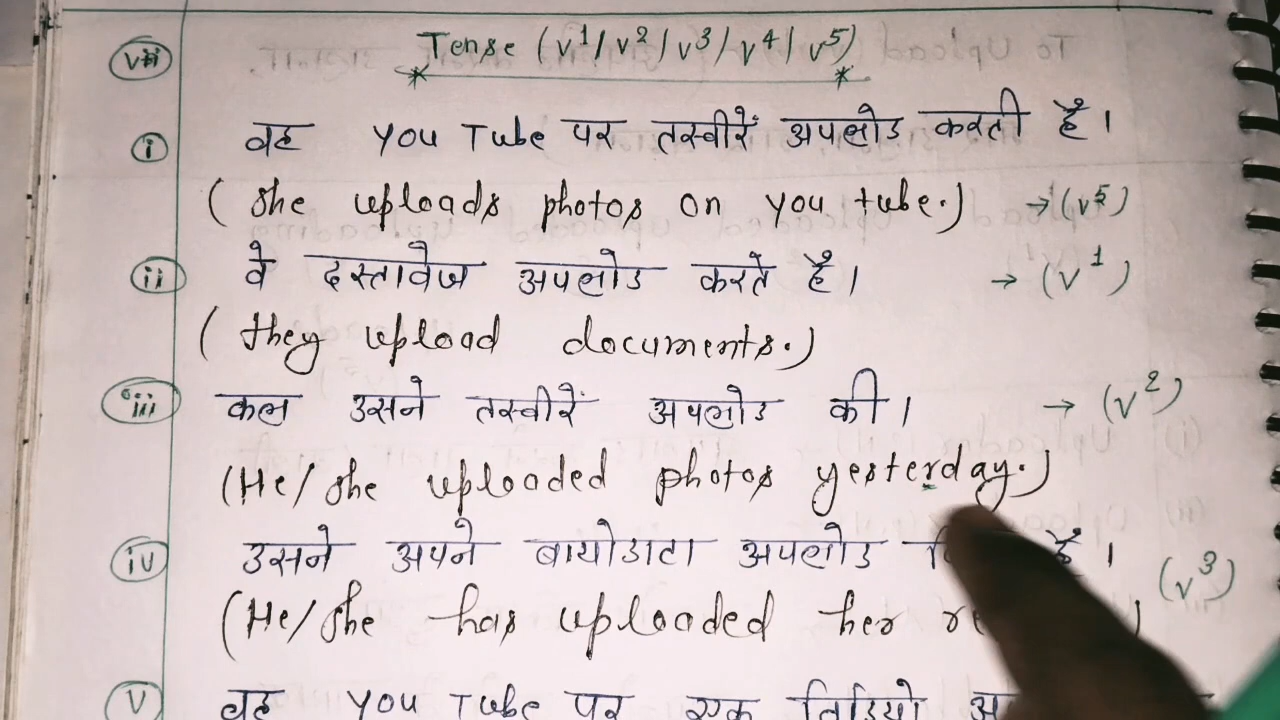 vii Tense (V1/ V2/ V3/ V4/ V5)
i वह You Tube पर तस्वीरें अपलोड करती है।
( She uploads photos on You tube.) →(V5)
ii वे दस्तावेज अपलोड करते हैं। → (V1)
( they upload documents.)
iii कल उसने तस्वीरें अपलोड की। → (V2)
(He/ she uploaded photos yesterday.)
iv उसने अपने बायोडाटा अपलोड है। (V3)
(He/she has uploaded her )
v वह You Tube पर एक विडियो